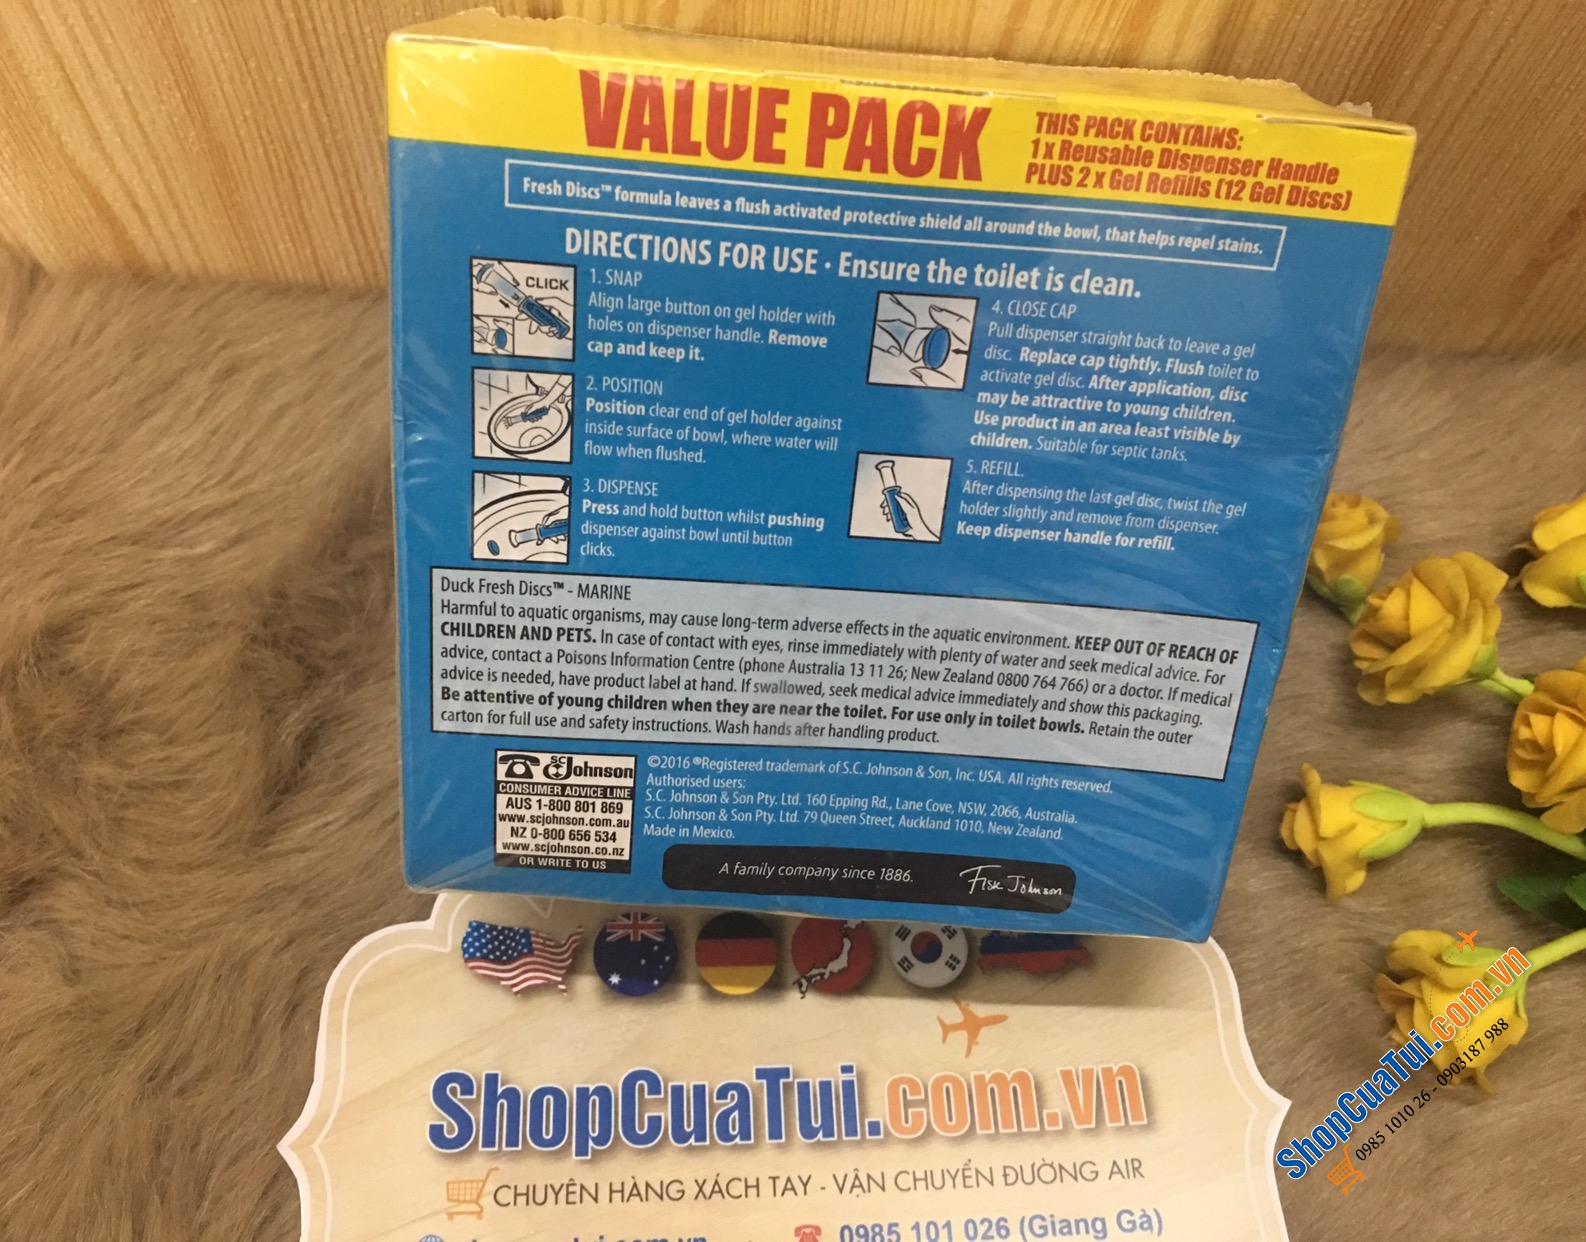 VALUE PACK
THIS PACK CONTAINS:
1 x Reusable Dispenser Handle
PLUS 2 x Gel Refills (12 Gel Discs)
Fresh Discs™ formula leaves a flush activated protective shield all around the bowl, that helps repel stains.
DIRECTIONS FOR USE · Ensure the toilet is clean.
CLICK
1. SNAP
Align large button on gel holder with
holes on dispenser handle. Remove
cap and keep it.
2. POSITION
Position clear end of gel holder against
inside surface of bowl, where water will
flow when flushed.
3. DISPENSE
Press and hold button whilst pushing
dispenser against bowl until button
clicks.
4. CLOSE CAP
Pull dispenser straight back to leave a gel
disc. Replace cap tightly. Flush toilet to
activate gel disc. After application, disc
may be attractive to young children.
Use product in an area least visible by
children. Suitable for septic tanks.
5. REFILL.
After dispensing the last gel disc, twist the gel
holder slightly and remove from dispenser.
Keep dispenser handle for refill.
Duck Fresh Discs™ - MARINE
Harmful to aquatic organisms, may cause long-term adverse effects in the aquatic environment. KEEP OUT OF REACH OF
CHILDREN AND PETS. In case of contact with eyes, rinse immediately with plenty of water and seek medical advice. For
advice, contact a Poisons Information Centre (phone Australia 13 11 26; New Zealand 0800 764 766) or a doctor. If medical
advice is needed, have product label at hand. If swallowed, seek medical advice immediately and show this packaging.
Be attentive of young children when they are near the toilet. For use only in toilet bowls. Retain the outer
carton for full use and safety instructions. Wash hands after handling product.
SC Johnson
CONSUMER ADVICE LINE
AUS 1-800 801 869
www.scjohnson.com.au
NZ 0-800 656 534
www.scjohnson.co.nz
OR WRITE TO US
©2016 ®Registered trademark of S.C. Johnson & Son, Inc. USA. All rights reserved.
Authorised users:
S.C. Johnson & Son Pty. Ltd. 160 Epping Rd., Lane Cove, NSW, 2066, Australia.
S.C. Johnson & Son Pty. Ltd. 79 Queen Street, Auckland 1010, New Zealand.
Made in Mexico.
A family company since 1886.
Fisk Johnson
ShopCuaTui.com.vn
CHUYÊN HÀNG XÁCH TAY - VẬN CHUYỂN ĐƯỜNG AIR
0985 101 026 (Giang Gà)
ShopCuaTui.com.vn
0985 1010 26 - 0903187 988